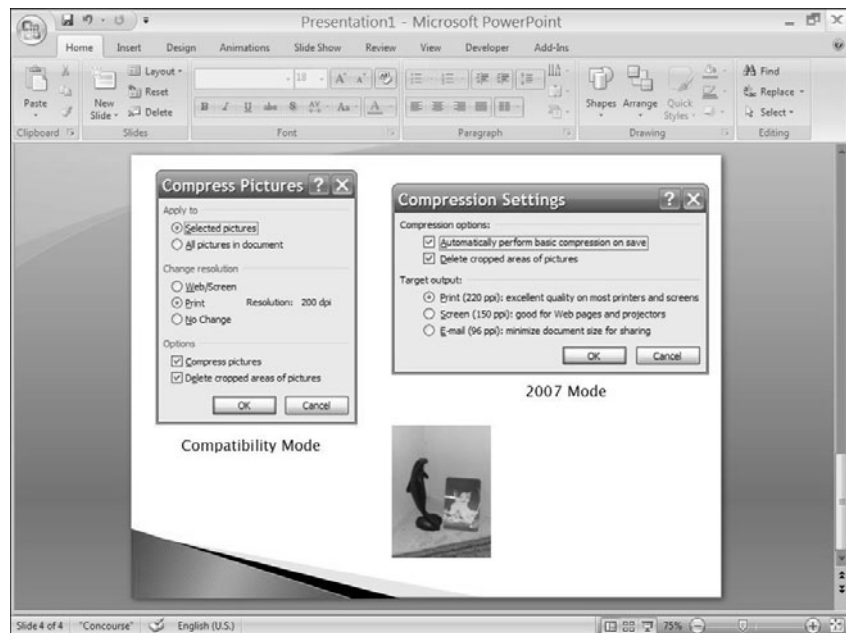 Presentation1 - Microsoft PowerPoint
Home Insert Design Animations Slide Show Review View Developer Add-Ins
Paste
Clipboard
New
Slide
Layout
Reset
Delete
Slides
18
B I U abc S AV Aa A
Font
Paragraph
Shapes Arrange Quick
Styles
Drawing
Find
Replace
Select
Editing
Compress Pictures ? X
Apply to
Selected pictures
All pictures in document
Change resolution
Web/Screen
Print Resolution: 200 dpi
No Change
Options
Compress pictures
Delete cropped areas of pictures
OK Cancel
Compatibility Mode
Compression Settings ? X
Compression options:
Automatically perform basic compression on save
Delete cropped areas of pictures
Target output:
Print (220 ppi): excellent quality on most printers and screens
Screen (150 ppi): good for Web pages and projectors
E-mail (96 ppi): minimize document size for sharing
OK Cancel
2007 Mode
Slide 4 of 4 "Concourse" English (U.S.) 75%